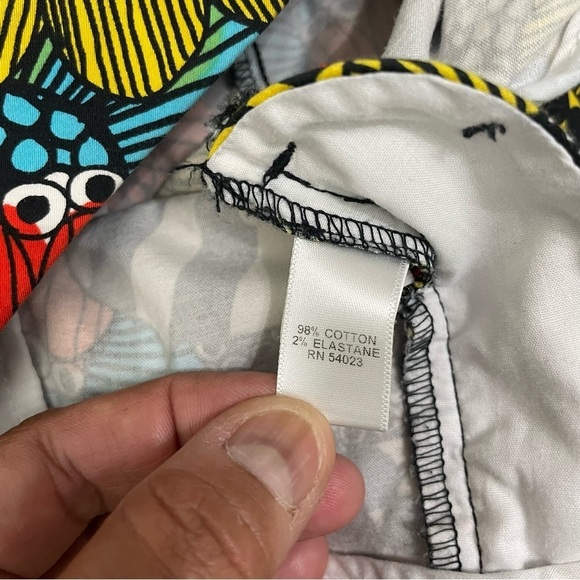 98% COTTON
2% ELASTANE
RN 54023